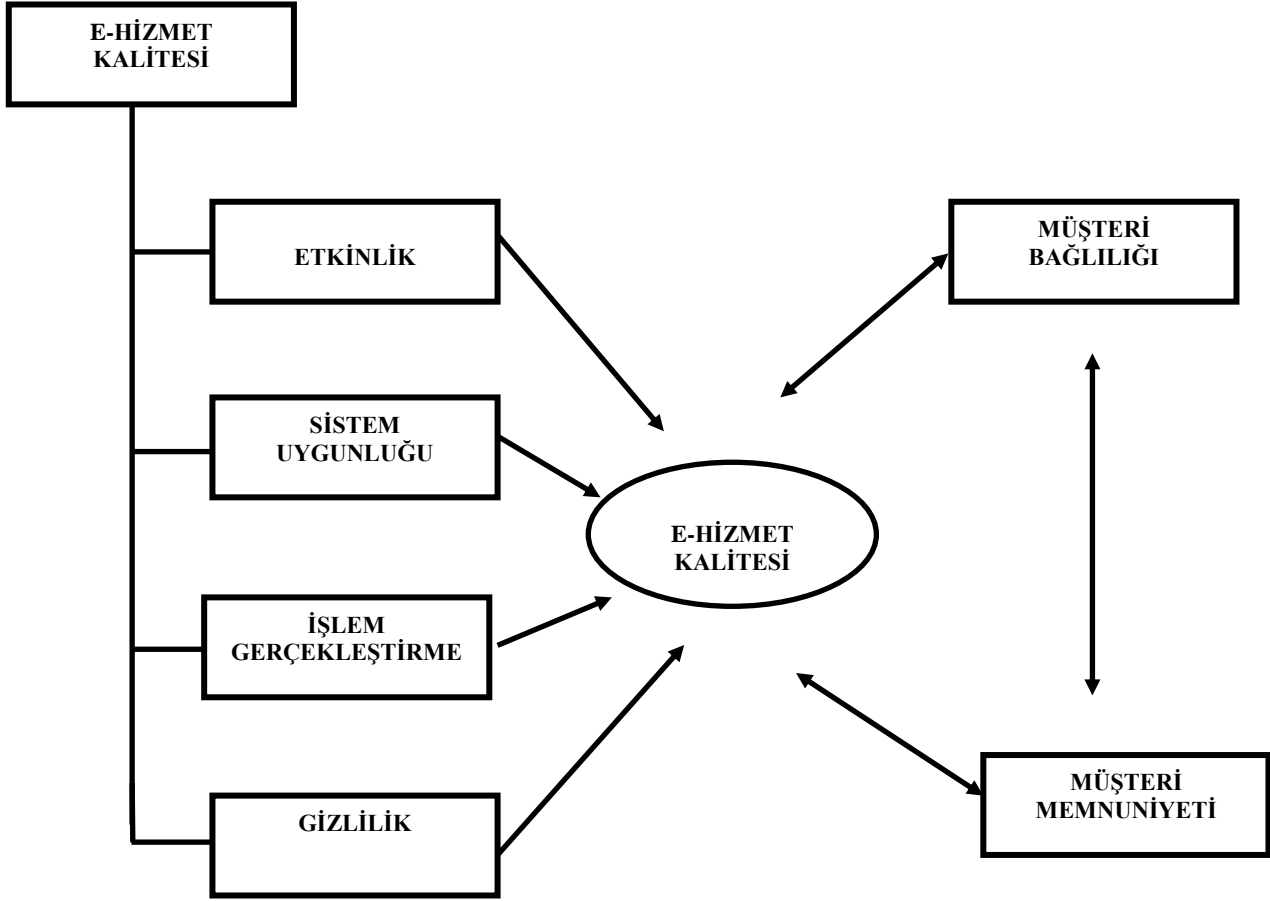 E-HİZMET
KALİTESİ
ETKİNLİK
MÜŞTERİ
BAĞLILIĞI
SİSTEM
UYGUNLUĞU
E-HİZMET
KALİTESİ
İŞLEM
GERÇEKLEŞTİRME
GİZLİLİK
MÜŞTERİ
MEMNUNİYETİ